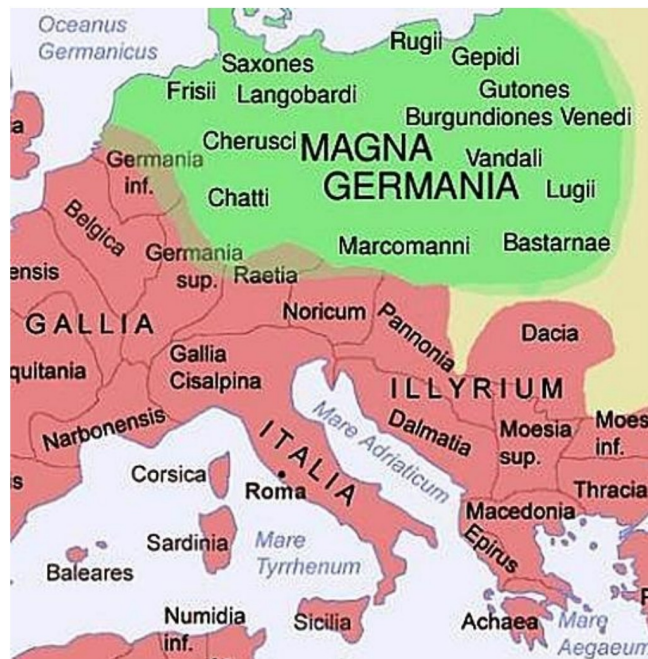 Oceanus
Germanicus
Rugii
Gepidi
Saxones
Frisii
Langobardi
Gutones
Burgundiones Venedi
Cherusci
MAGNA
GERMANIA
Vandali
Lugii
Chatti
Marcomanni
Bastarnae
a
Germania
inf.
Belgica
Germania
sup.
Raetia
ensis
GALLIA
Noricum
Pannonia
Dacia
quitania
Gallia
Cisalpina
ILLYRIUM
Narbonensis
Mare Adriaticum
Dalmatia
Moesia
sup.
Moes
inf.
s
ITALIA
Corsica
Roma
Thracia
Macedonia
Epirus
Sardinia
Mare
Tyrrhenum
Baleares
Numidia
inf.
Sicilia
Achaea
Mare
Aegaeum